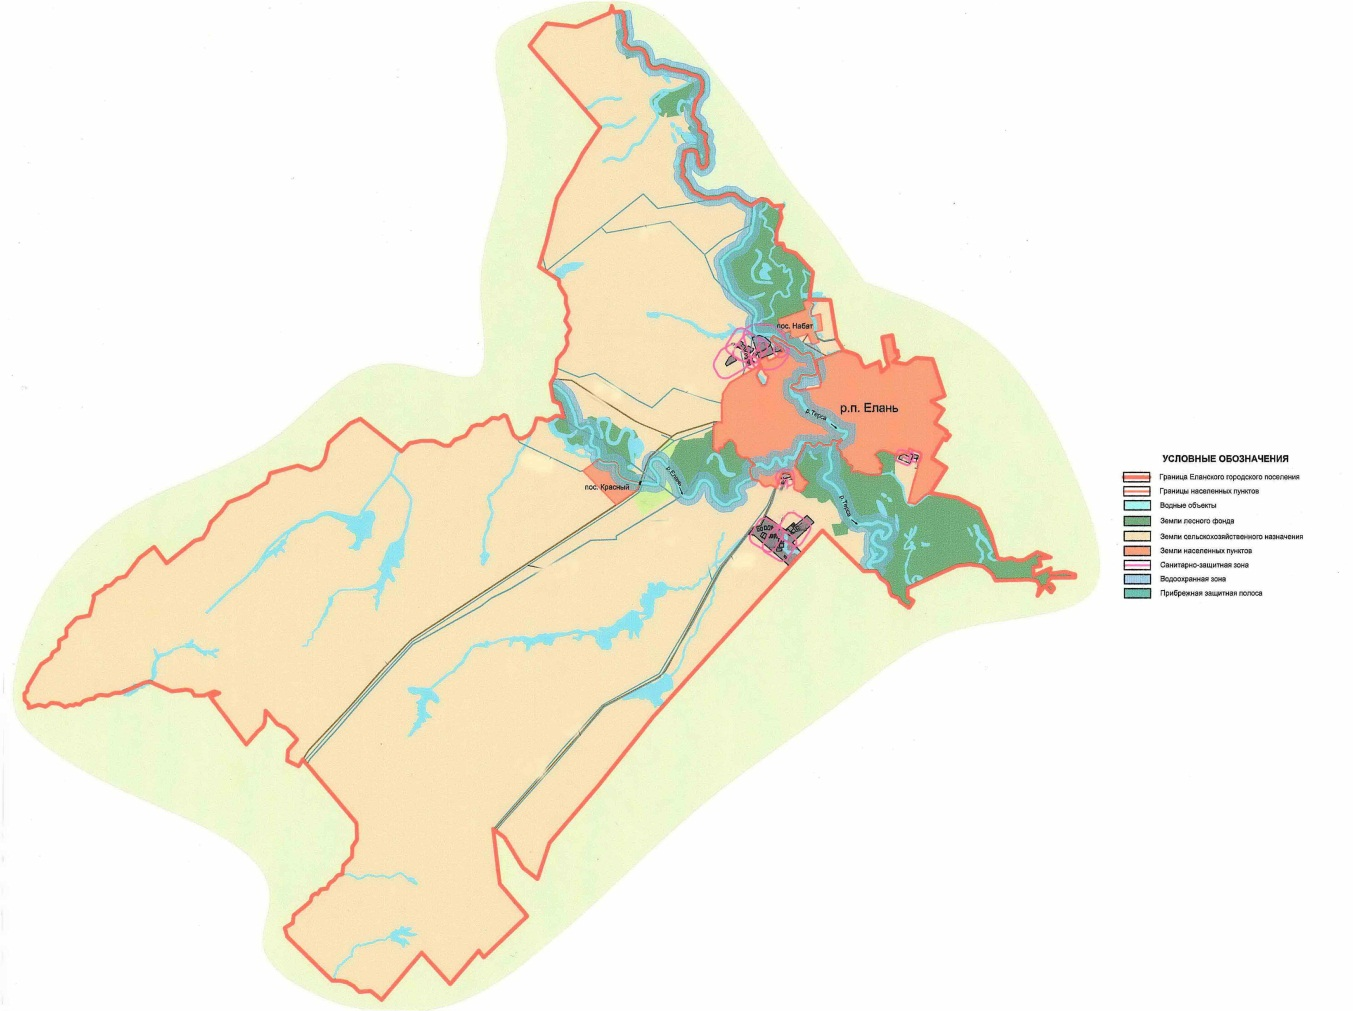 пос. Набат
р.п. Елань
р.Терса
р.Елань
пос. Красный
р.Терса
УСЛОВНЫЕ ОБОЗНАЧЕНИЯ
Граница Еланского городского поселения
Границы населенных пунктов
Водные объекты
Земли лесного фонда
Земли сельскохозяйственного назначения
Земли населенных пунктов
Санитарно-защитная зона
Водоохранная зона
Прибрежная защитная полоса